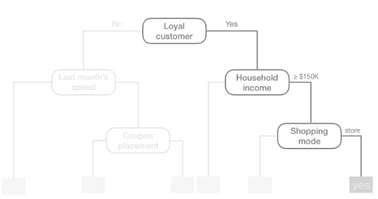 Loyal
customer
No
Yes
Last month's
spend
Household
income
≥ $150K
Coupon
placement
Shopping
mode
store
yes